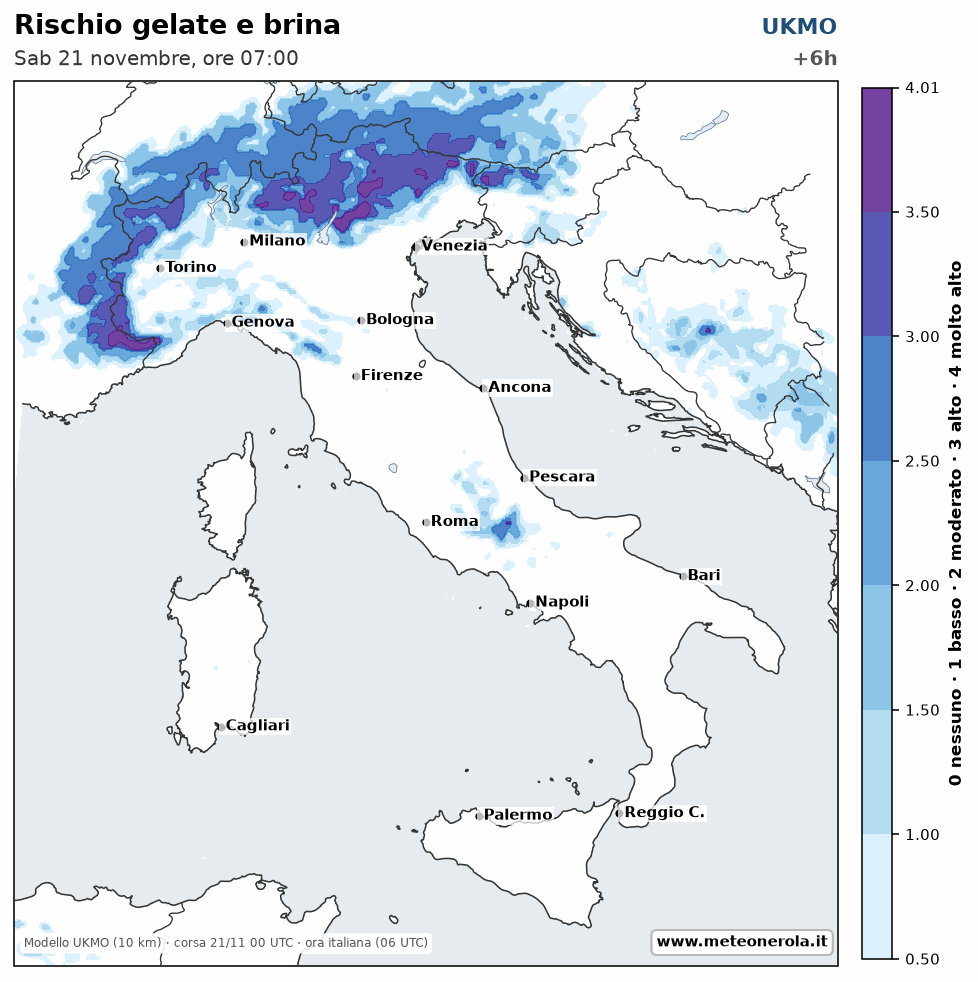 Rischio gelate e brina
UKMO
Sab 21 novembre, ore 07:00
+6h
4.01
3.50
3.00
2.50
2.00
1.50
1.00
0.50
0 nessuno · 1 basso · 2 moderato · 3 alto · 4 molto alto
Milano
Venezia
Torino
Bologna
Genova
Firenze
Ancona
Pescara
Roma
Bari
Napoli
Cagliari
Reggio C.
Palermo
Modello UKMO (10 km) · corsa 21/11 00 UTC · ora italiana (06 UTC)
www.meteonerola.it